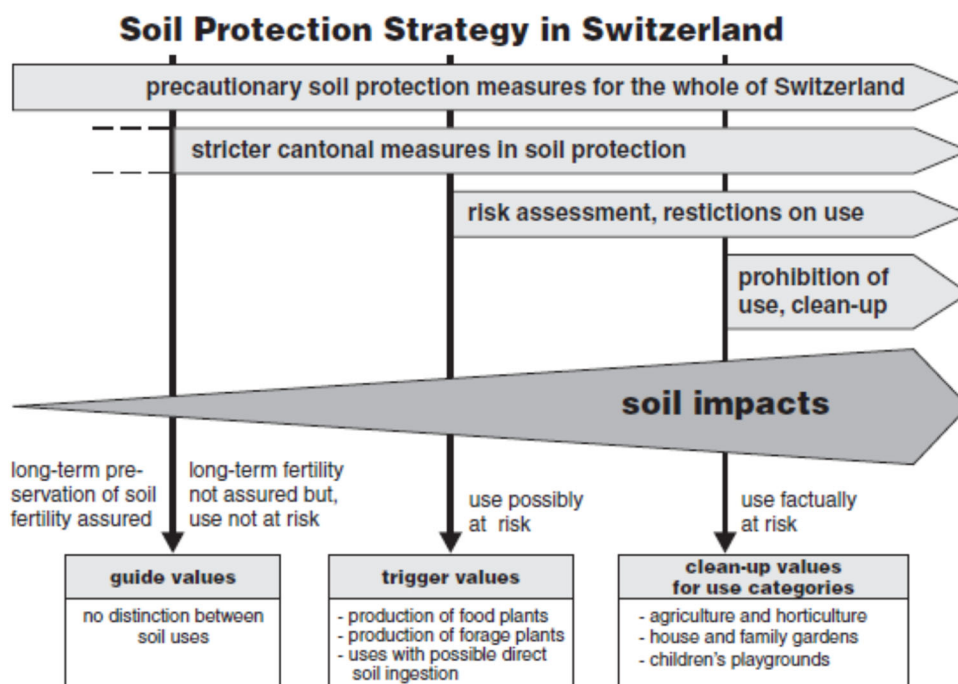 Soil Protection Strategy in Switzerland
precautionary soil protection measures for the whole of Switzerland
stricter cantonal measures in soil protection
risk assessment, restictions on use
prohibition of
use, clean-up
soil impacts
long-term pre-
servation of soil
fertility assured
long-term fertility
not assured but,
use not at risk
use possibly
at risk
use factually
at risk
guide values
no distinction between
soil uses
trigger values
- production of food plants
- production of forage plants
- uses with possible direct
soil ingestion
clean-up values
for use categories
- agriculture and horticulture
- house and family gardens
- children's playgrounds